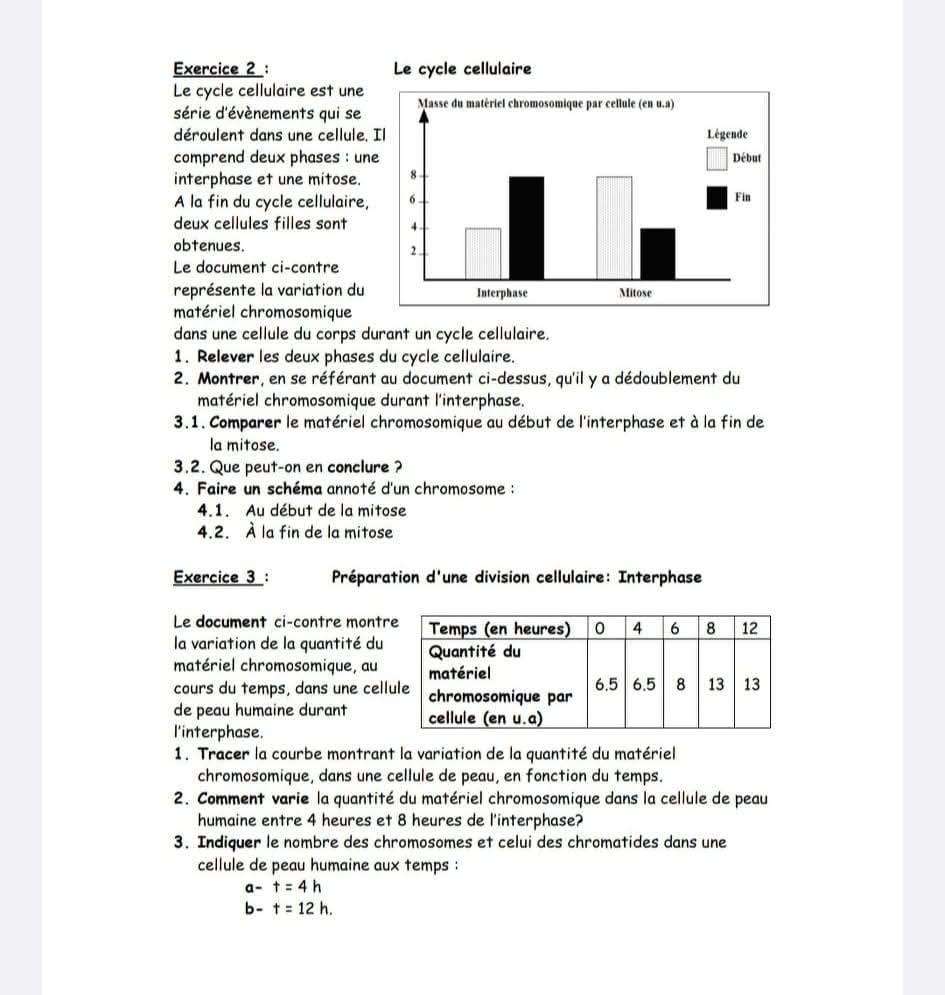 Exercice 2 :
Le cycle cellulaire
Le cycle cellulaire est une
série d'évènements qui se
déroulent dans une cellule. Il
comprend deux phases : une
interphase et une mitose.
A la fin du cycle cellulaire,
deux cellules filles sont
obtenues.
Le document ci-contre
représente la variation du
matériel chromosomique
Masse du matériel chromosomique par cellule (en u.a)
Légende
Début
Fin
8
6
4
2
Interphase Mitose
dans une cellule du corps durant un cycle cellulaire.
1. Relever les deux phases du cycle cellulaire.
2. Montrer, en se référant au document ci-dessus, qu'il y a dédoublement du
matériel chromosomique durant l'interphase.
3.1. Comparer le matériel chromosomique au début de l'interphase et à la fin de
la mitose.
3.2. Que peut-on en conclure ?
4. Faire un schéma annoté d'un chromosome :
4.1. Au début de la mitose
4.2. À la fin de la mitose
Exercice 3 :
Préparation d'une division cellulaire: Interphase
Le document ci-contre montre
la variation de la quantité du
matériel chromosomique, au
cours du temps, dans une cellule
de peau humaine durant
l'interphase.
Temps (en heures) 0 4 6 8 12
Quantité du
matériel
chromosomique par
cellule (en u.a)
6.5 6.5 8 13 13
1. Tracer la courbe montrant la variation de la quantité du matériel
chromosomique, dans une cellule de peau, en fonction du temps.
2. Comment varie la quantité du matériel chromosomique dans la cellule de peau
humaine entre 4 heures et 8 heures de l'interphase?
3. Indiquer le nombre des chromosomes et celui des chromatides dans une
cellule de peau humaine aux temps :
a- t = 4 h
b- t = 12 h.